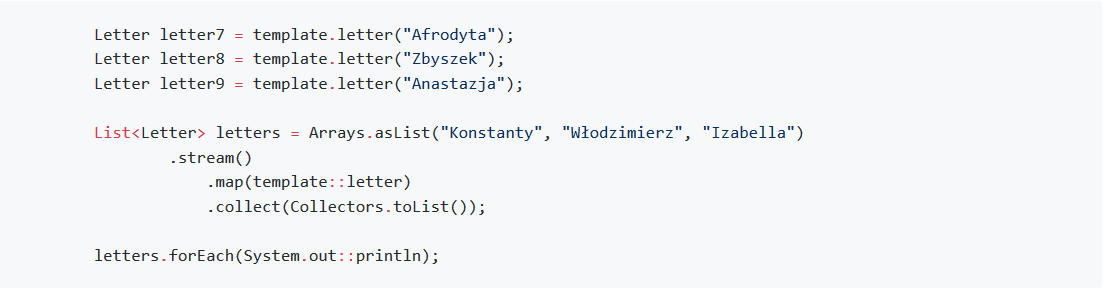 Letter letter7 = template.letter("Afrodyta");
Letter letter8 = template.letter("Zbyszek");
Letter letter9 = template.letter("Anastazja");
List<Letter> letters = Arrays.asList("Konstanty", "Włodzimierz", "Izabella")
.stream()
.map(template::letter)
.collect(Collectors.toList());
letters.forEach(System.out::println);